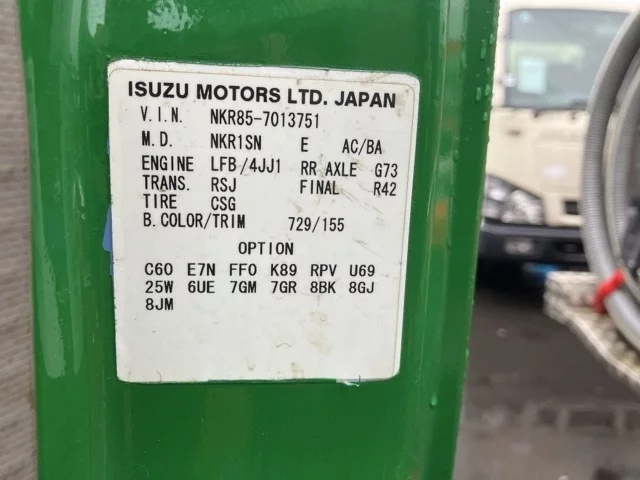 ISUZU MOTORS LTD. JAPAN
V.I.N. NKR85-7013751
M.D. NKR1SN E AC/BA
ENGINE LFB/4JJ1 RR AXLE G73
TRANS. RSJ FINAL R42
TIRE CSG
B.COLOR/TRIM 729/155
OPTION
C60 E7N FFO K89 RPV U69
25W 6UE 7GM 7GR 8BK 8GJ
8JM